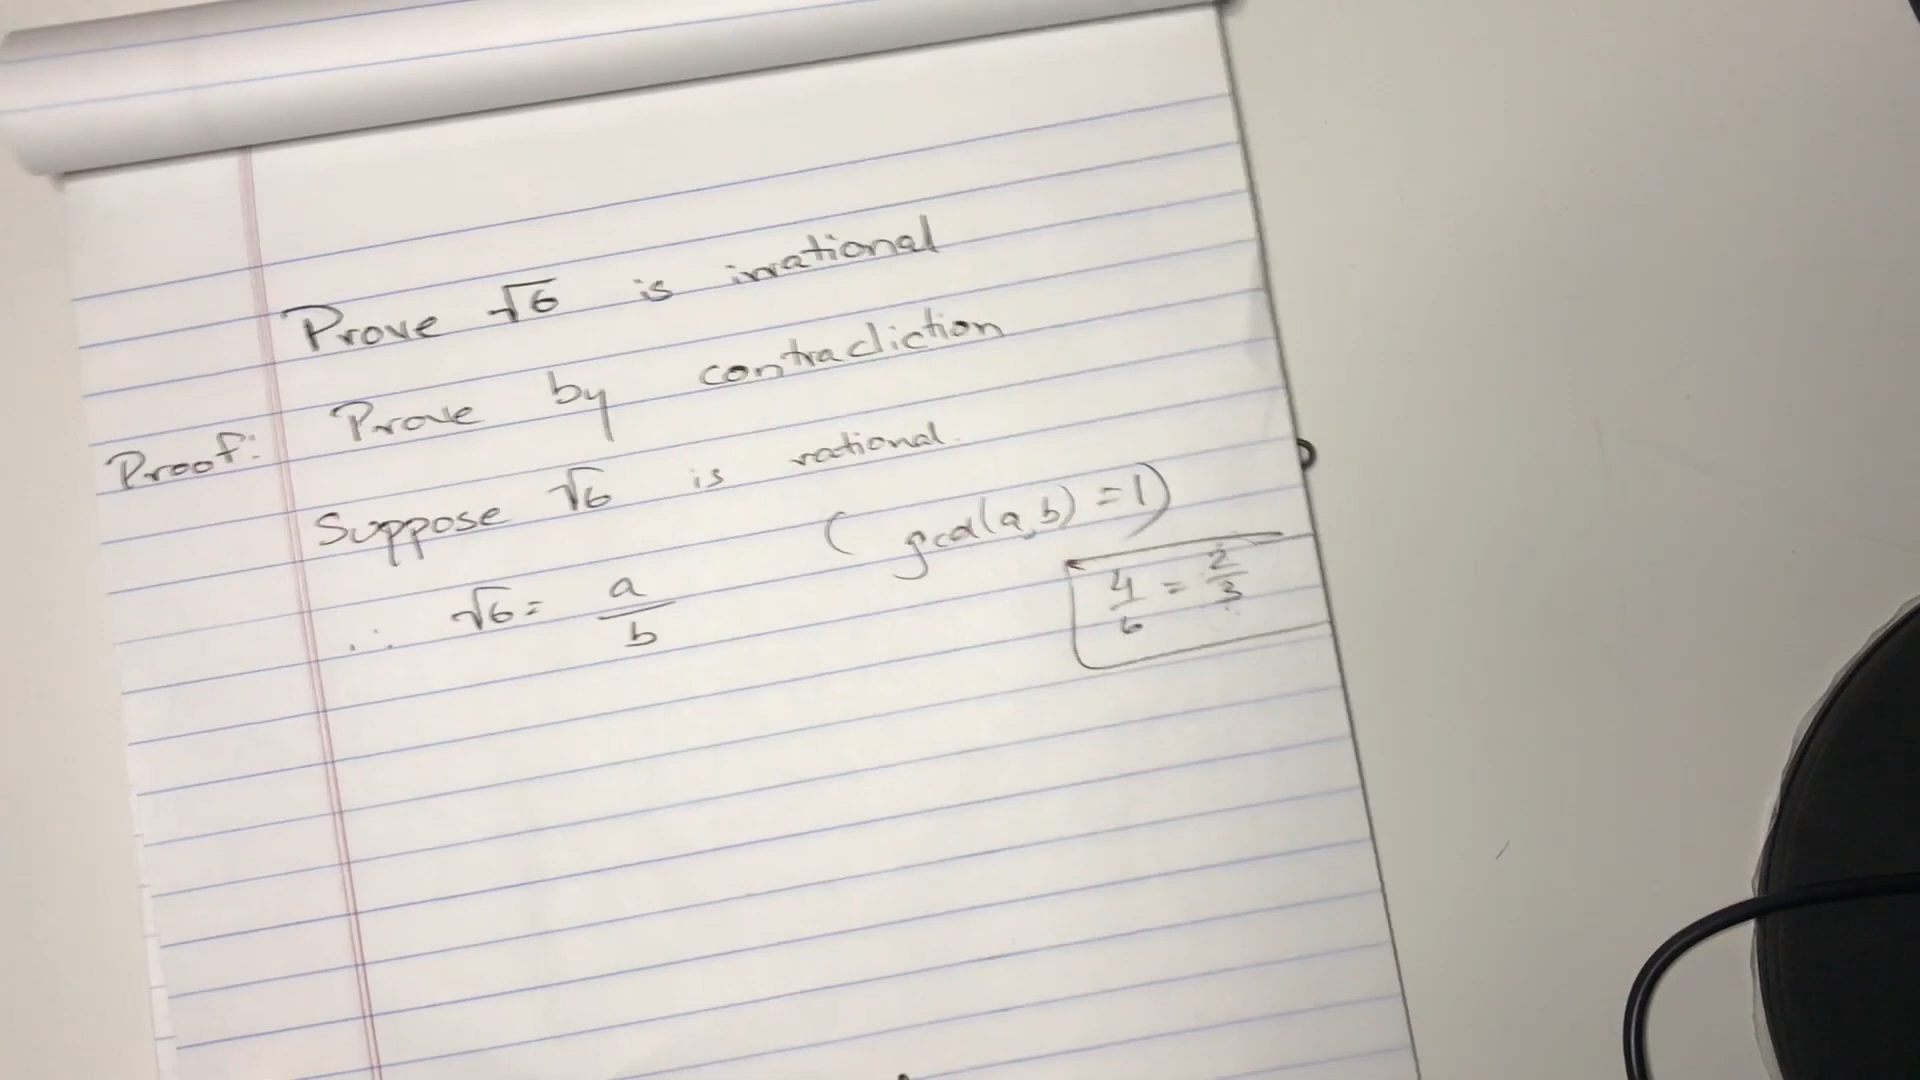 Prove √6 is irrational
Proof: Prove by contradiction
Suppose √6 is rational.
∴ √6 = a/b (gcd(a,b) = 1)
4/6 = 2/3